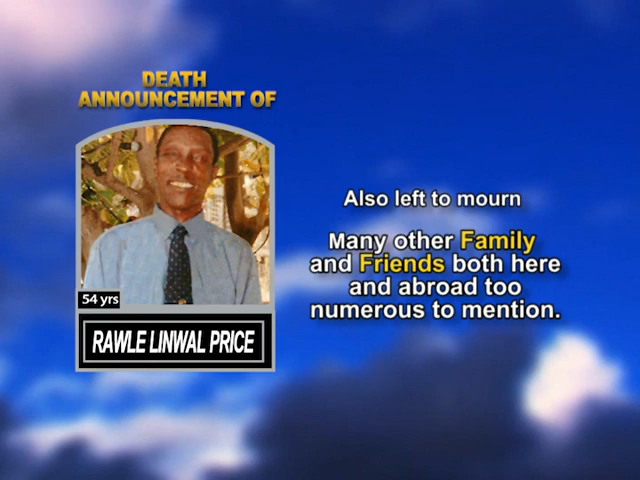 DEATH
ANNOUNCEMENT OF
54 yrs
RAWLE LINWAL PRICE
Also left to mourn
Many other Family
and Friends both here
and abroad too
numerous to mention.